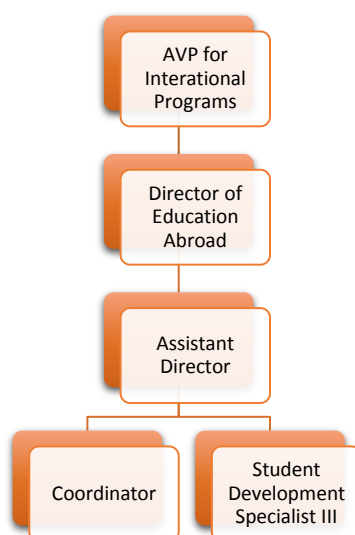 AVP for
Interational
Programs
Director of
Education
Abroad
Assistant
Director
Coordinator
Student
Development
Specialist III